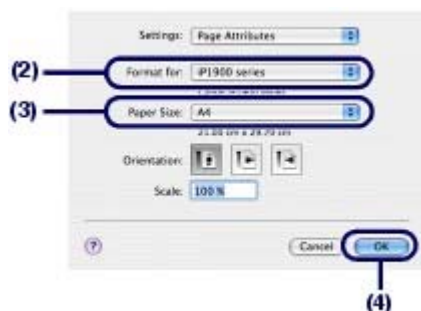 Settings: Page Attributes
(2) Format for: iP1900 series
(3) Paper Size: A4
21.00 cm x 29.70 cm
Orientation:
Scale: 100 %
? Cancel OK
(4)